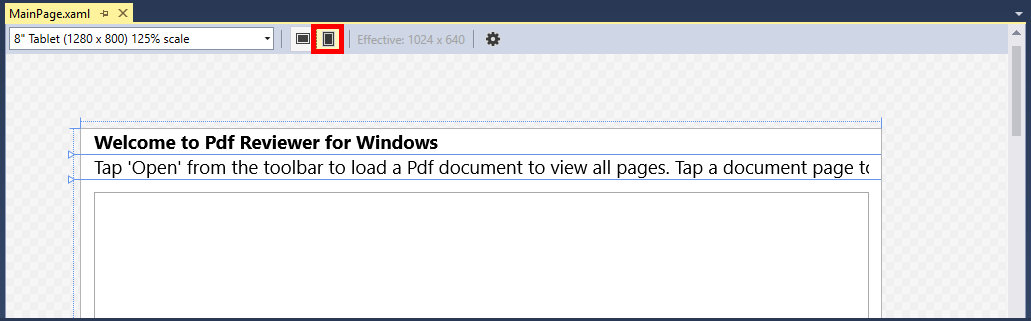 MainPage.xaml
8" Tablet (1280 x 800) 125% scale
Effective: 1024 x 640
Welcome to Pdf Reviewer for Windows
Tap 'Open' from the toolbar to load a Pdf document to view all pages. Tap a document page to